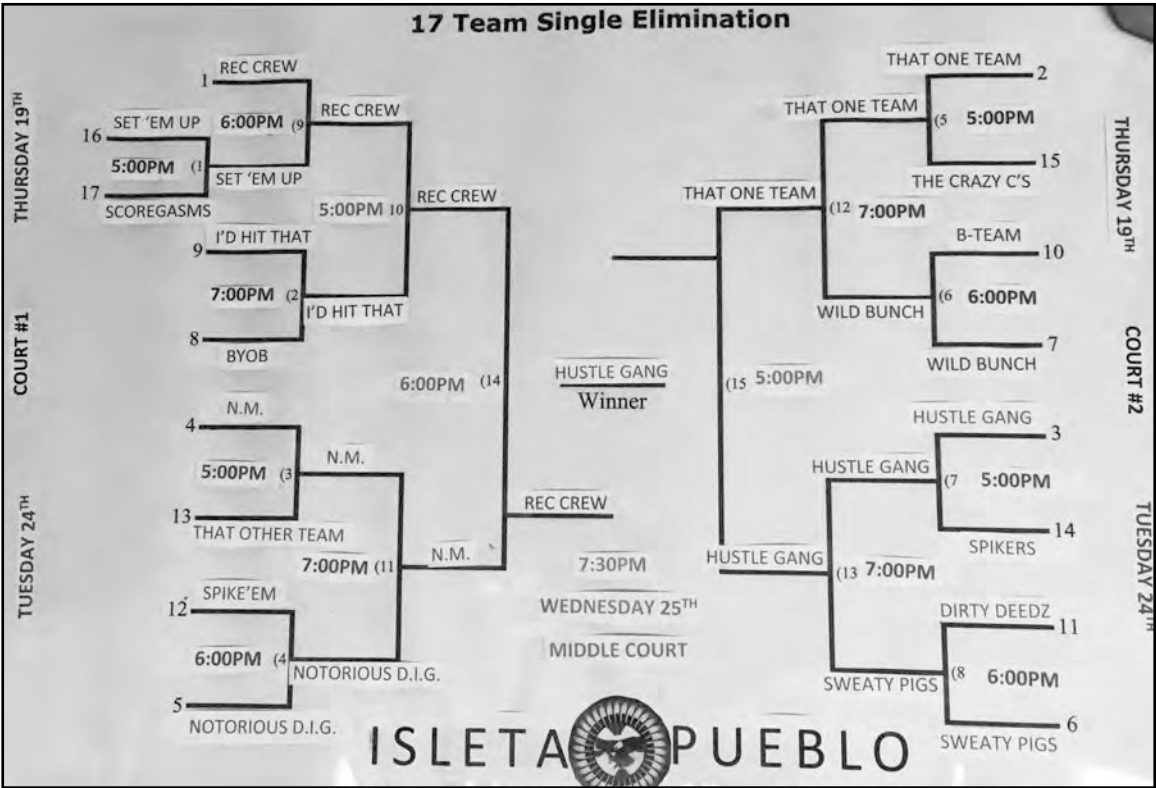 17 Team Single Elimination
THURSDAY 19TH
COURT #1
TUESDAY 24TH
1 REC CREW
6:00PM (9
REC CREW
16 SET 'EM UP
5:00PM (1
SET 'EM UP
17 SCOREGASMS
5:00PM 10
REC CREW
9 I'D HIT THAT
7:00PM (2
I'D HIT THAT
8 BYOB
6:00PM (14
4 N.M.
5:00PM (3
N.M.
13 THAT OTHER TEAM
7:00PM (11
N.M.
REC CREW
12 SPIKE'EM
6:00PM (4
NOTORIOUS D.I.G.
5 NOTORIOUS D.I.G.
HUSTLE GANG
Winner
7:30PM
WEDNESDAY 25TH
MIDDLE COURT
THAT ONE TEAM 2
THAT ONE TEAM
(5 5:00PM
THE CRAZY C'S 15
THAT ONE TEAM
(12 7:00PM
B-TEAM 10
(6 6:00PM
WILD BUNCH
WILD BUNCH 7
(15 5:00PM
HUSTLE GANG 3
HUSTLE GANG
(7 5:00PM
SPIKERS 14
HUSTLE GANG
(13 7:00PM
DIRTY DEEDZ 11
(8 6:00PM
SWEATY PIGS
SWEATY PIGS 6
THURSDAY 19TH
COURT #2
TUESDAY 24TH
ISLETA PUEBLO